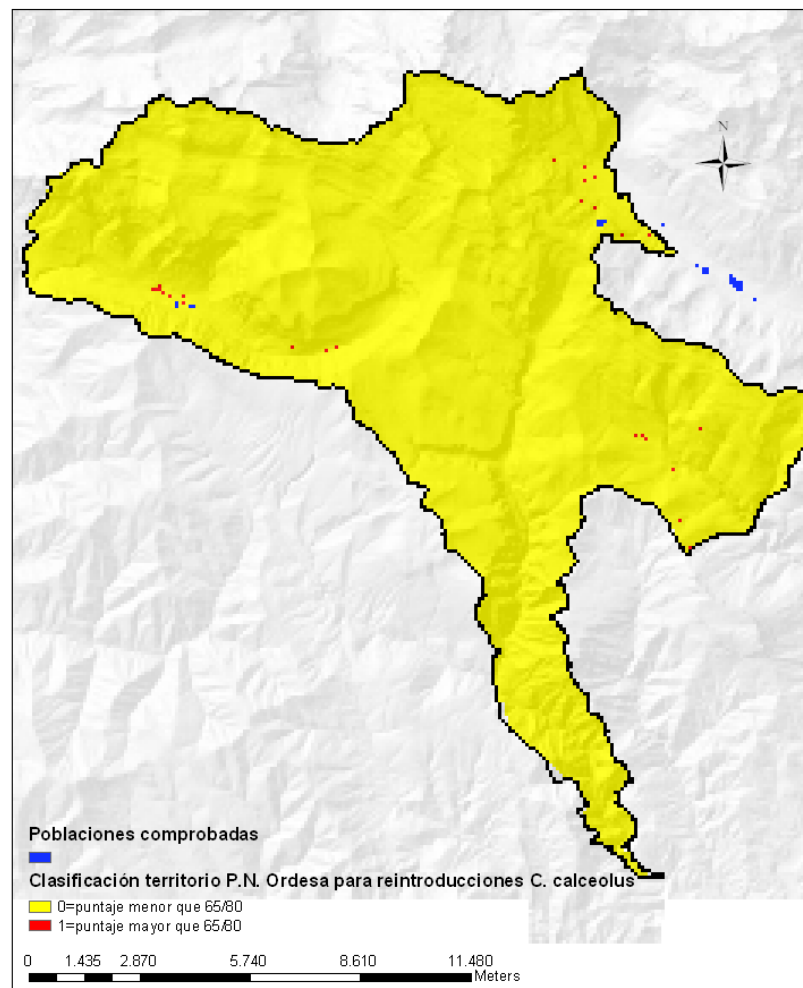 N
Poblaciones comprobadas
Clasificación territorio P.N. Ordesa para reintroducciones C. calceolus
0=puntaje menor que 65/80
1=puntaje mayor que 65/80
0 1.435 2.870 5.740 8.610 11.480
Meters